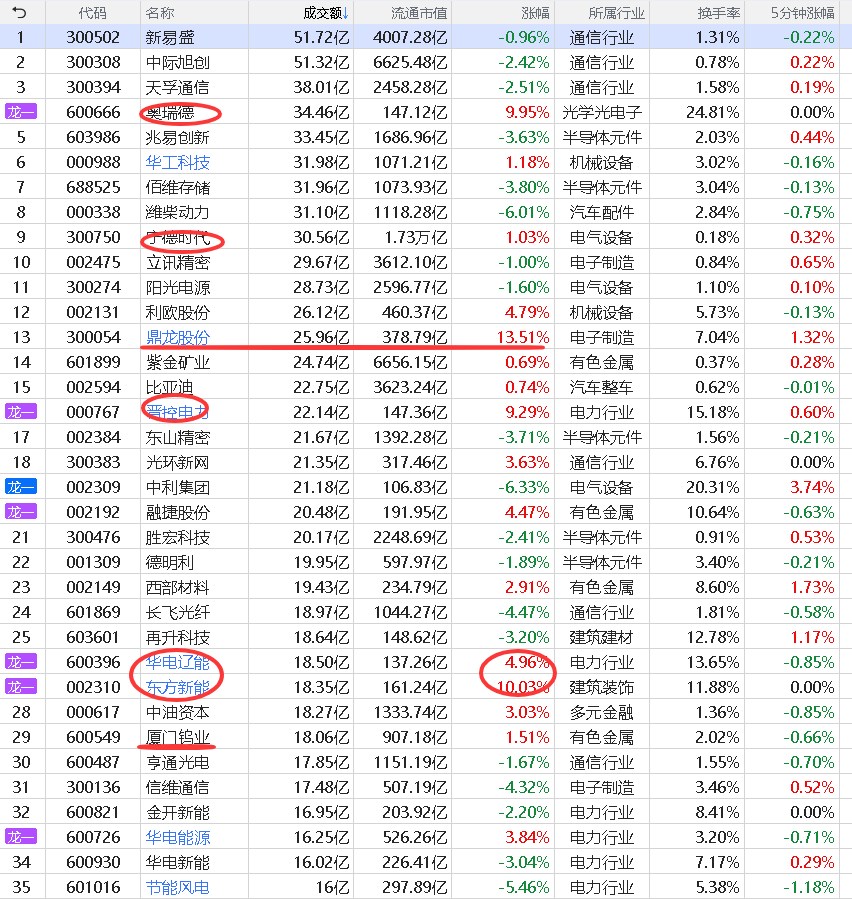 代码 名称 成交额↓ 流通市值 涨幅 所属行业 换手率 5分钟涨幅
1 300502 新易盛 51.72亿 4007.28亿 -0.96% 通信行业 1.31% -0.22%
2 300308 中际旭创 51.32亿 6625.48亿 -2.42% 通信行业 0.78% 0.22%
3 300394 天孚通信 38.01亿 2458.28亿 -2.51% 通信行业 1.58% 0.19%
龙一 600666 奥瑞德 34.46亿 147.12亿 9.95% 光学光电子 24.81% 0.00%
5 603986 兆易创新 33.45亿 1686.96亿 -3.63% 半导体元件 2.03% 0.44%
6 000988 华工科技 31.98亿 1071.21亿 1.18% 机械设备 3.02% -0.16%
7 688525 佰维存储 31.96亿 1073.93亿 -3.80% 半导体元件 3.04% -0.13%
8 000338 潍柴动力 31.10亿 1118.28亿 -6.01% 汽车配件 2.84% -0.75%
9 300750 宁德时代 30.56亿 1.73万亿 1.03% 电气设备 0.18% 0.32%
10 002475 立讯精密 29.67亿 3612.10亿 -1.00% 电子制造 0.84% 0.65%
11 300274 阳光电源 28.73亿 2596.77亿 -1.60% 电气设备 1.10% 0.10%
12 002131 利欧股份 26.12亿 460.37亿 4.79% 机械设备 5.73% -0.13%
13 300054 鼎龙股份 25.96亿 378.79亿 13.51% 电子制造 7.04% 1.32%
14 601899 紫金矿业 24.74亿 6656.15亿 0.69% 有色金属 0.37% 0.28%
15 002594 比亚迪 22.75亿 3623.24亿 0.74% 汽车整车 0.62% -0.01%
龙一 000767 晋控电力 22.14亿 147.36亿 9.29% 电力行业 15.18% 0.60%
17 002384 东山精密 21.67亿 1392.28亿 -3.71% 半导体元件 1.56% -0.21%
18 300383 光环新网 21.35亿 317.46亿 3.63% 通信行业 6.76% 0.00%
龙一 002309 中利集团 21.18亿 106.83亿 -6.33% 电气设备 20.31% 3.74%
龙一 002192 融捷股份 20.48亿 191.95亿 4.47% 有色金属 10.64% -0.63%
21 300476 胜宏科技 20.17亿 2248.69亿 -2.41% 半导体元件 0.91% 0.53%
22 001309 德明利 19.95亿 597.97亿 -1.89% 半导体元件 3.40% -0.21%
23 002149 西部材料 19.43亿 234.79亿 2.91% 有色金属 8.60% 1.73%
24 601869 长飞光纤 18.97亿 1044.27亿 -4.47% 通信行业 1.81% -0.58%
25 603601 再升科技 18.64亿 148.62亿 -3.20% 建筑建材 12.78% 1.17%
龙一 600396 华电辽能 18.50亿 137.26亿 4.96% 电力行业 13.65% -0.85%
龙一 002310 东方新能 18.35亿 161.24亿 10.03% 建筑装饰 11.88% 0.00%
28 000617 中油资本 18.27亿 1333.74亿 3.03% 多元金融 1.36% -0.85%
29 600549 厦门钨业 18.06亿 907.18亿 1.51% 有色金属 2.02% -0.66%
30 600487 亨通光电 17.85亿 1151.19亿 -1.67% 通信行业 1.55% -0.70%
31 300136 信维通信 17.48亿 507.19亿 -4.32% 电子制造 3.46% 0.52%
32 600821 金开新能 16.95亿 203.92亿 -2.20% 电力行业 8.41% 0.00%
龙一 600726 华电能源 16.25亿 526.26亿 3.84% 电力行业 3.20% -0.71%
34 600930 华电新能 16.02亿 226.41亿 -3.04% 电力行业 7.17% 0.29%
35 601016 节能风电 16亿 297.89亿 -5.46% 电力行业 5.38% -1.18%